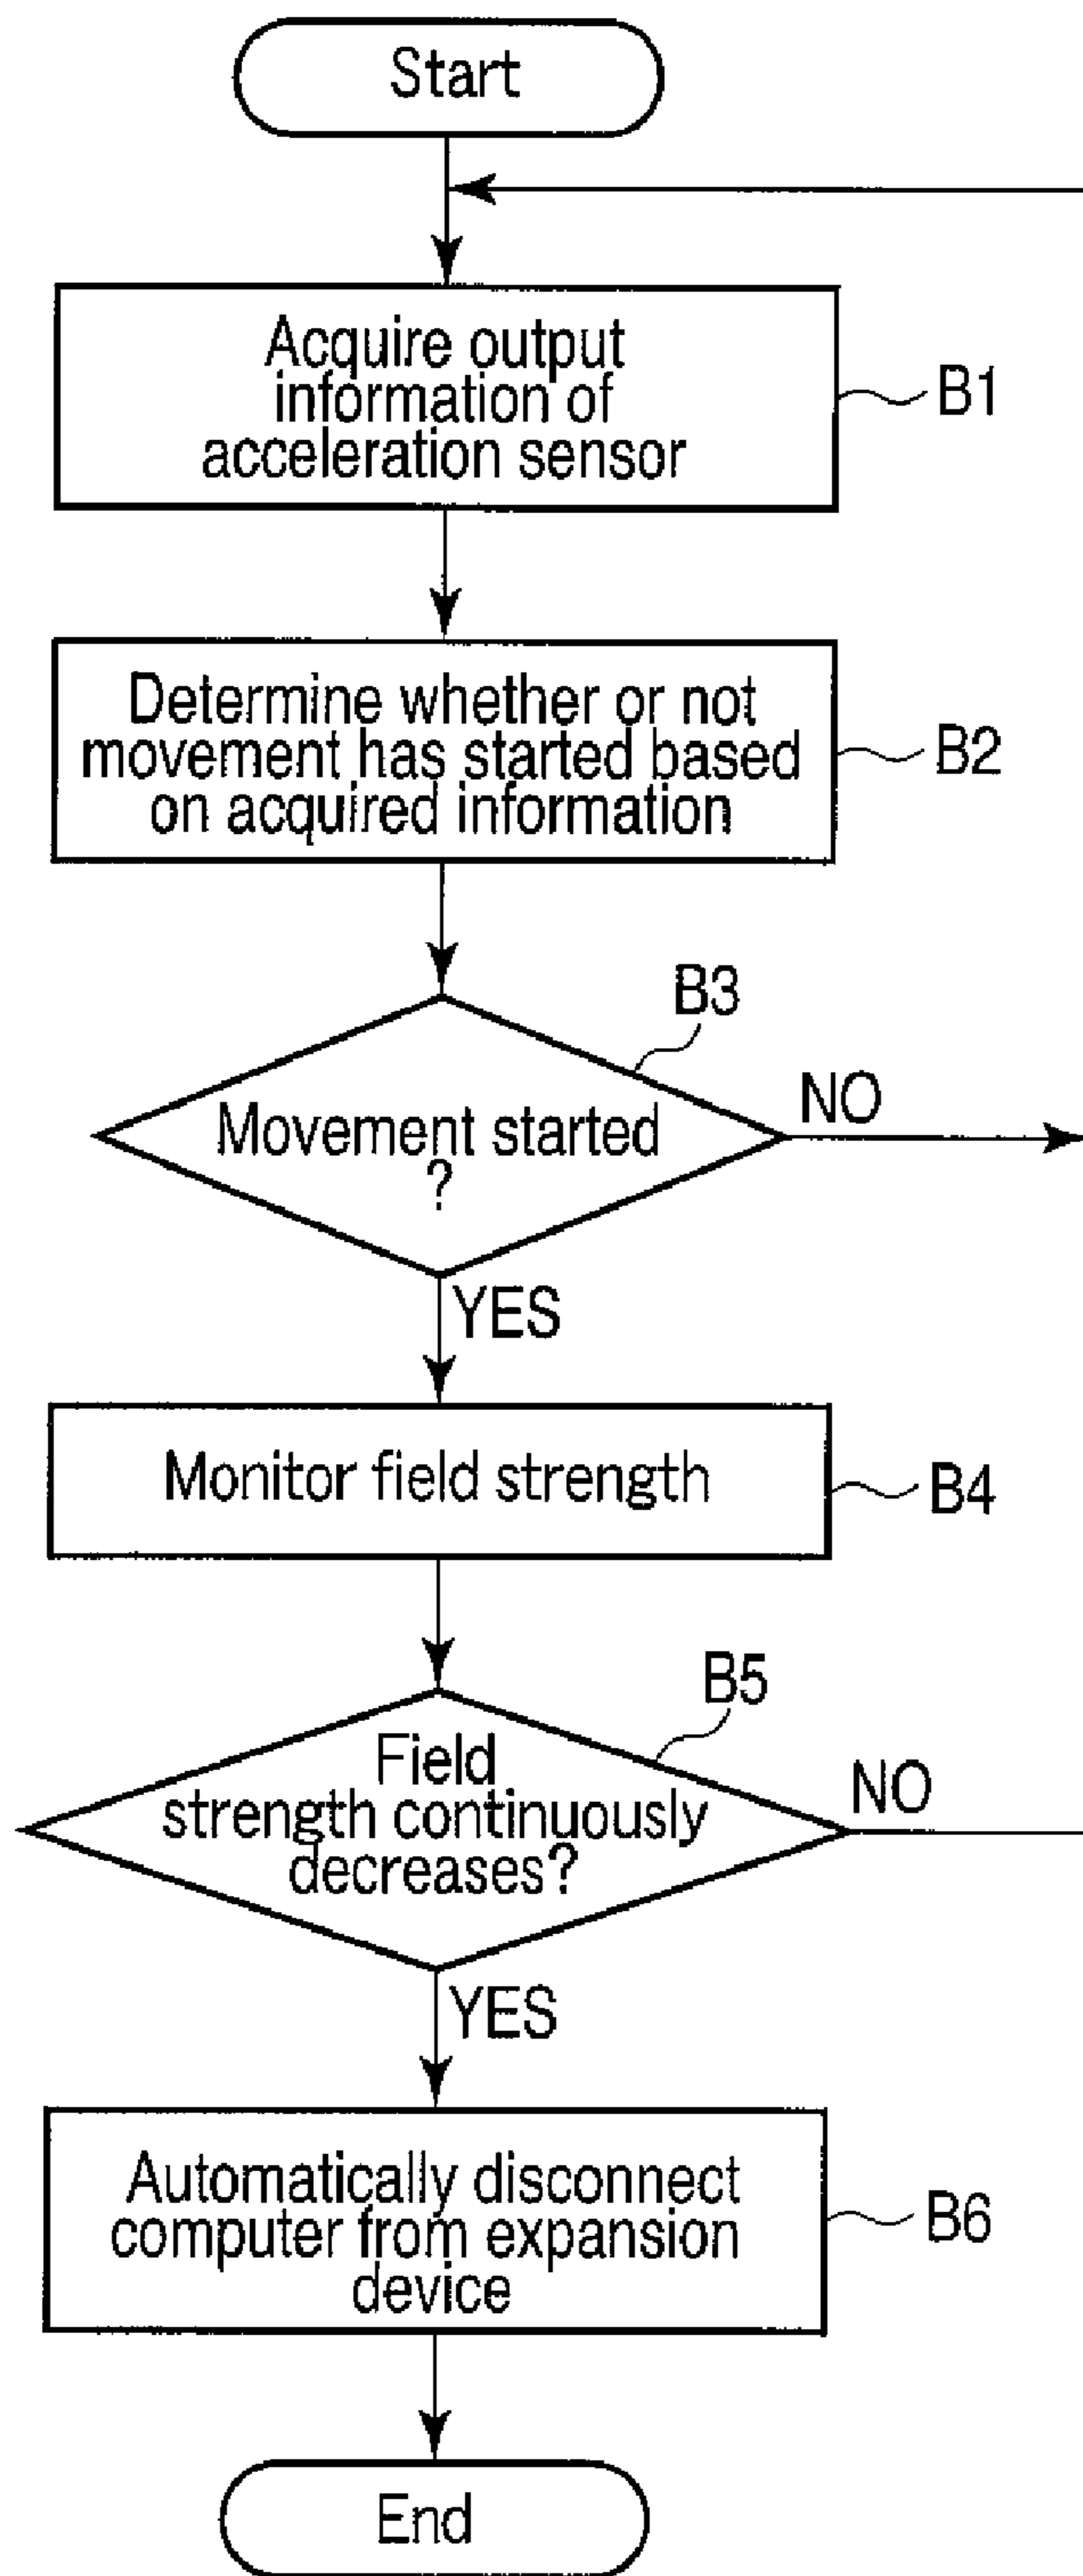 Start
Acquire output
information of
acceleration sensor
B1
Determine whether or not
movement has started based
on acquired information
B2
B3
Movement started
?
NO
YES
Monitor field strength
B4
B5
Field
strength continuously
decreases?
NO
YES
Automatically disconnect
computer from expansion
device
B6
End